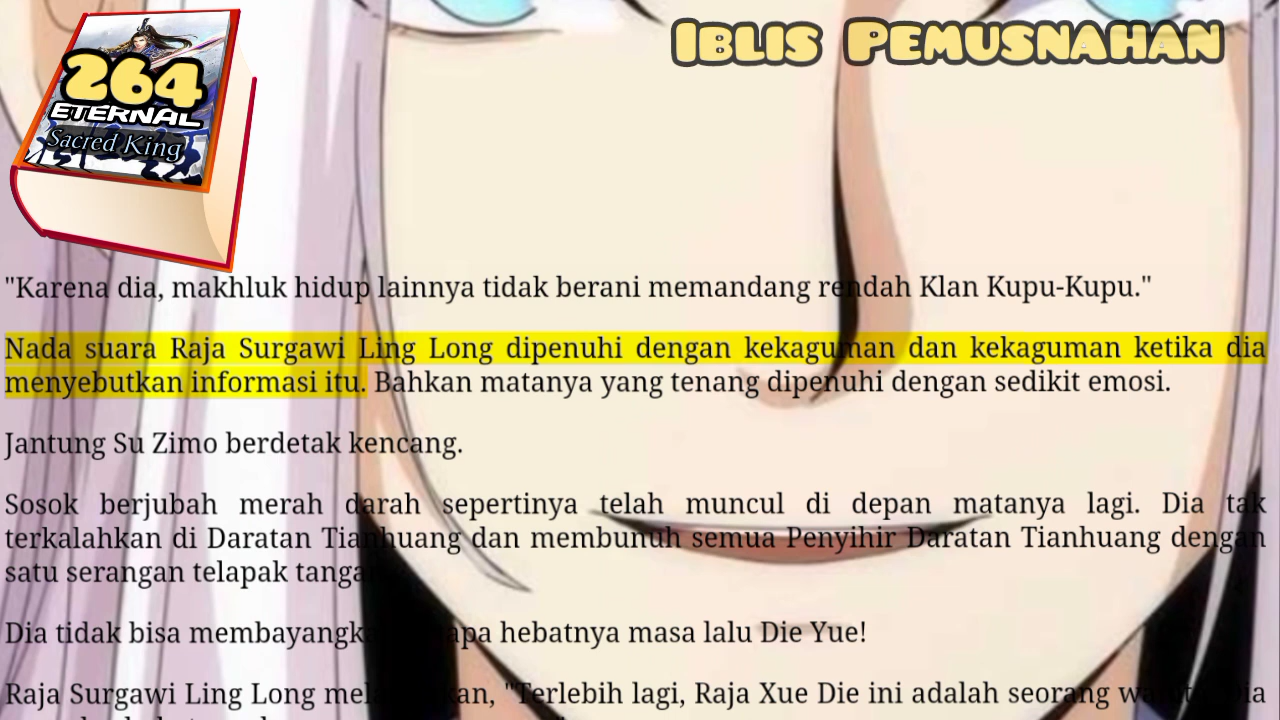 264
ETERNAL
Sacred King
Iblis Pemusnahan
"Karena dia, makhluk hidup lainnya tidak berani memandang rendah Klan Kupu-Kupu."
Nada suara Raja Surgawi Ling Long dipenuhi dengan kekaguman dan kekaguman ketika dia
menyebutkan informasi itu. Bahkan matanya yang tenang dipenuhi dengan sedikit emosi.
Jantung Su Zimo berdetak kencang.
Sosok berjubah merah darah sepertinya telah muncul di depan matanya lagi. Dia tak
terkalahkan di Daratan Tianhuang dan membunuh semua Penyihir Daratan Tianhuang dengan
satu serangan telapak tangan
Dia tidak bisa membayangkan hebatnya masa lalu Die Yue!
Raja Surgawi Ling Long "Terlebih lagi, Raja Xue Die ini adalah seorang